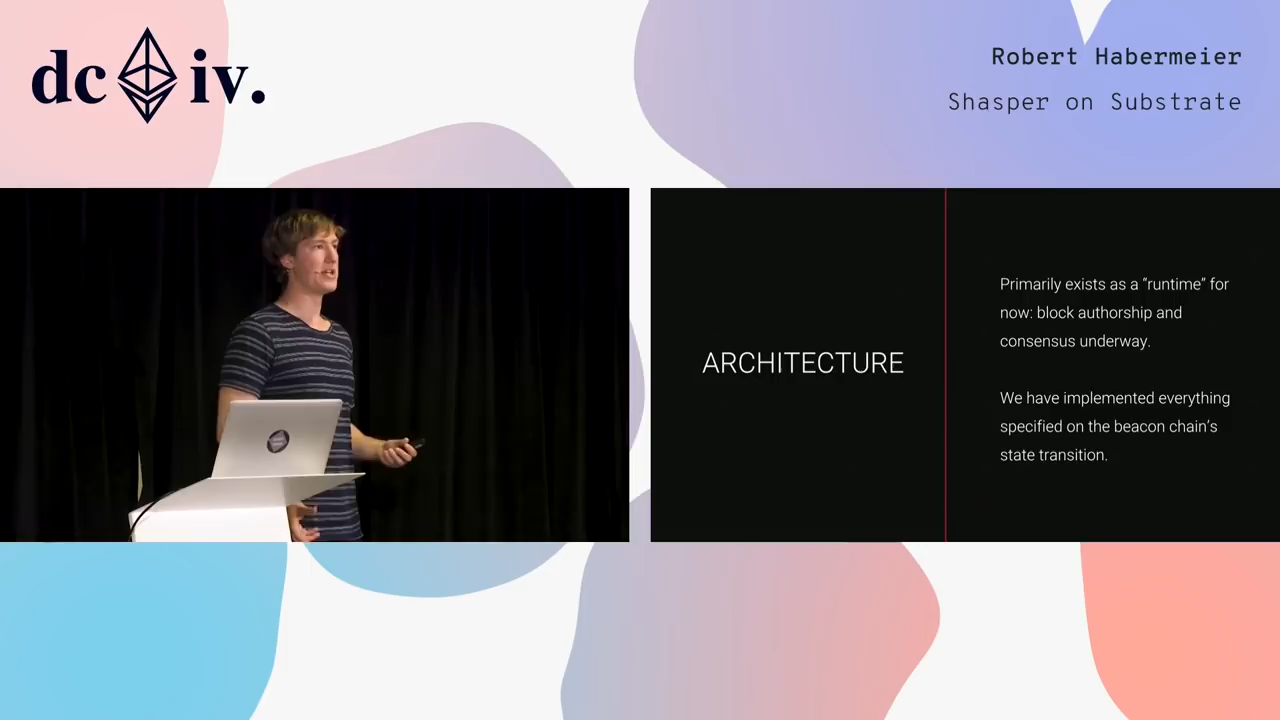 dc iv.
Robert Habermeier
Shasper on Substrate
ARCHITECTURE
Primarily exists as a “runtime” for
now: block authorship and
consensus underway.
We have implemented everything
specified on the beacon chain's
state transition.